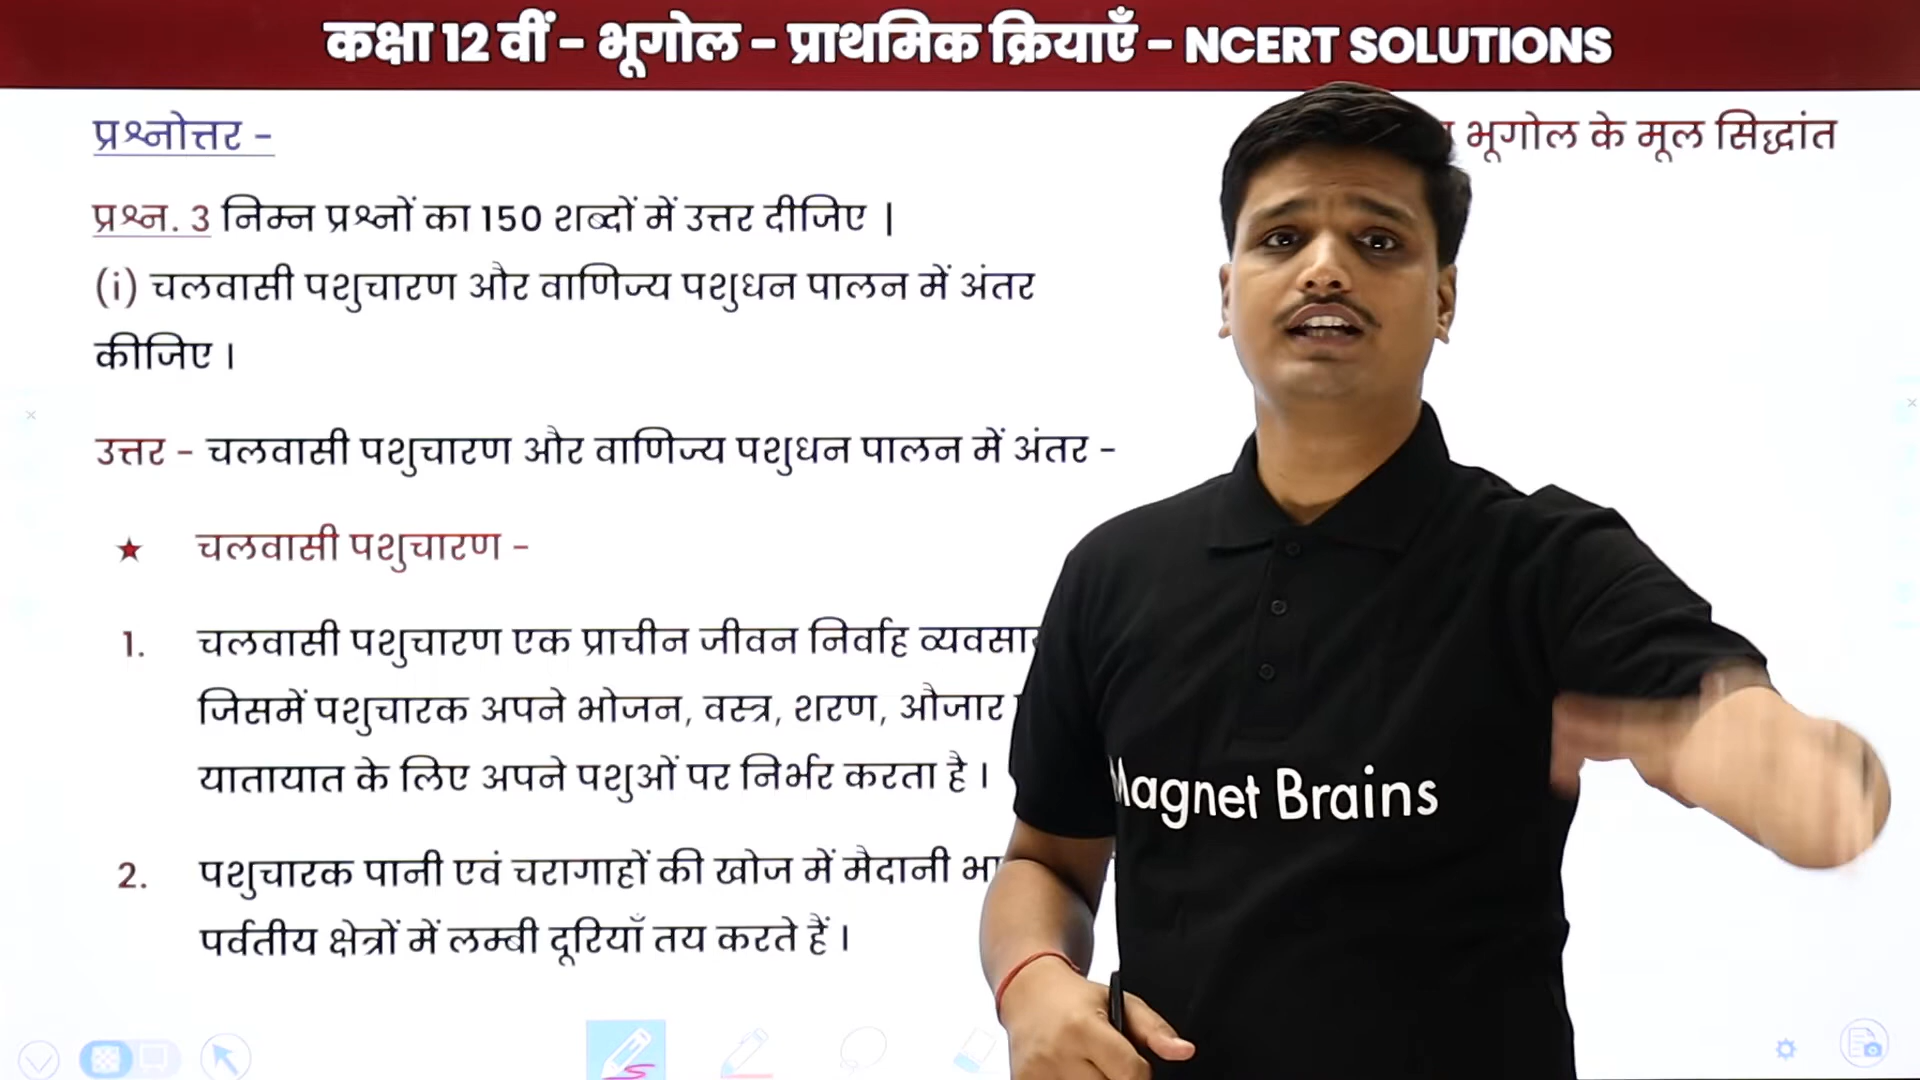 कक्षा 12 वीं - भूगोल - प्राथमिक क्रियाएँ - NCERT SOLUTIONS
प्रश्नोत्तर -
भूगोल के मूल सिद्धांत
प्रश्न. 3 निम्न प्रश्नों का 150 शब्दों में उत्तर दीजिए |
(i) चलवासी पशुचारण और वाणिज्य पशुधन पालन में अंतर
कीजिए ।
उत्तर - चलवासी पशुचारण और वाणिज्य पशुधन पालन में अंतर -
★ चलवासी पशुचारण -
1. चलवासी पशुचारण एक प्राचीन जीवन निर्वाह
जिसमें पशुचारक अपने भोजन, वस्त्र, शरण, औजार
यातायात के लिए अपने पशुओं पर निर्भर करता है ।
2. पशुचारक पानी एवं चरागाहों की खोज में मैदानी
पर्वतीय क्षेत्रों में लम्बी दूरियाँ तय करते हैं ।
Magnet Brains